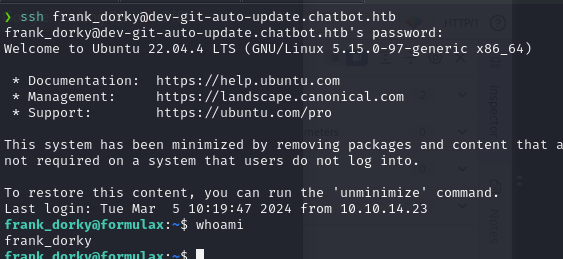 ❯ ssh frank_dorky@dev-git-auto-update.chatbot.htb
frank_dorky@dev-git-auto-update.chatbot.htb's password:
Welcome to Ubuntu 22.04.4 LTS (GNU/Linux 5.15.0-97-generic x86_64)
* Documentation:  https://help.ubuntu.com
* Management:     https://landscape.canonical.com
* Support:        https://ubuntu.com/pro
This system has been minimized by removing packages and content that a
not required on a system that users do not log into.
To restore this content, you can run the 'unminimize' command.
Last login: Tue Mar  5 10:19:47 2024 from 10.10.14.23
frank_dorky@formulax:~$ whoami
frank_dorky
frank_dorky@formulax:~$